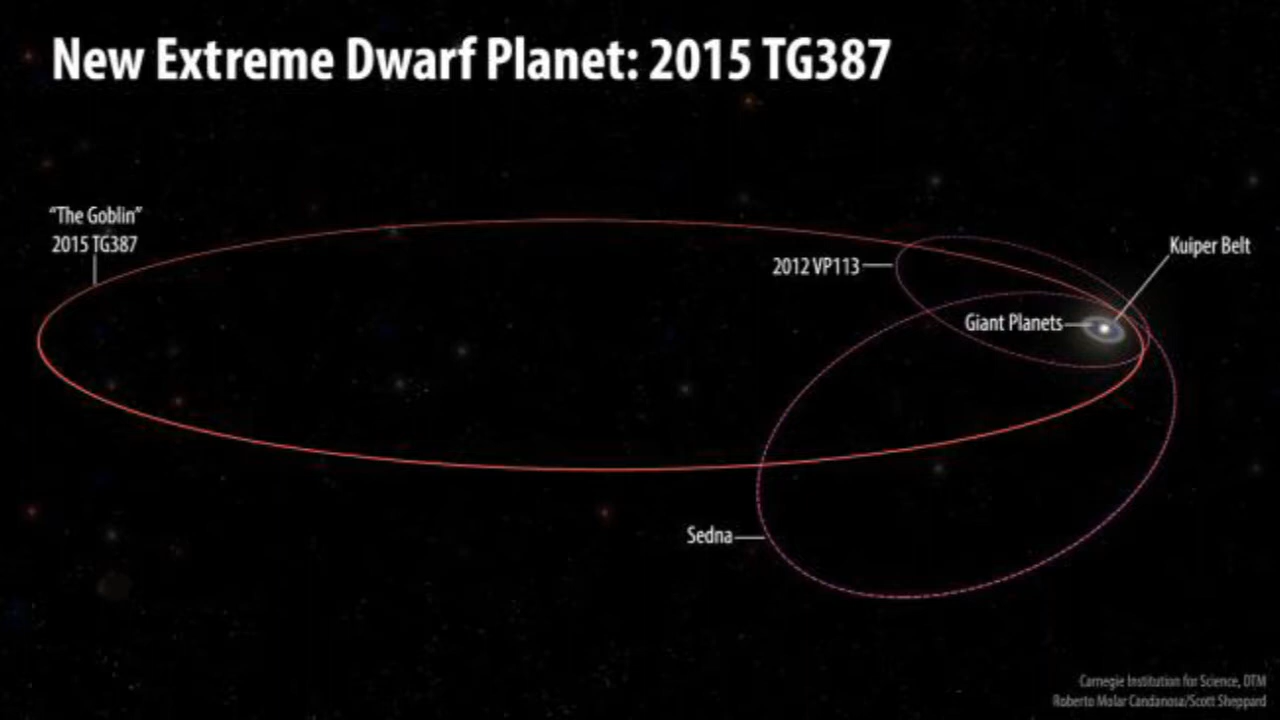 New Extreme Dwarf Planet: 2015 TG387
“The Goblin”
2015 TG387
2012 VP113
Kuiper Belt
Giant Planets
Sedna
Carnegie Institution for Science, DTM
Roberto Molar Candanosa/Scott Sheppard